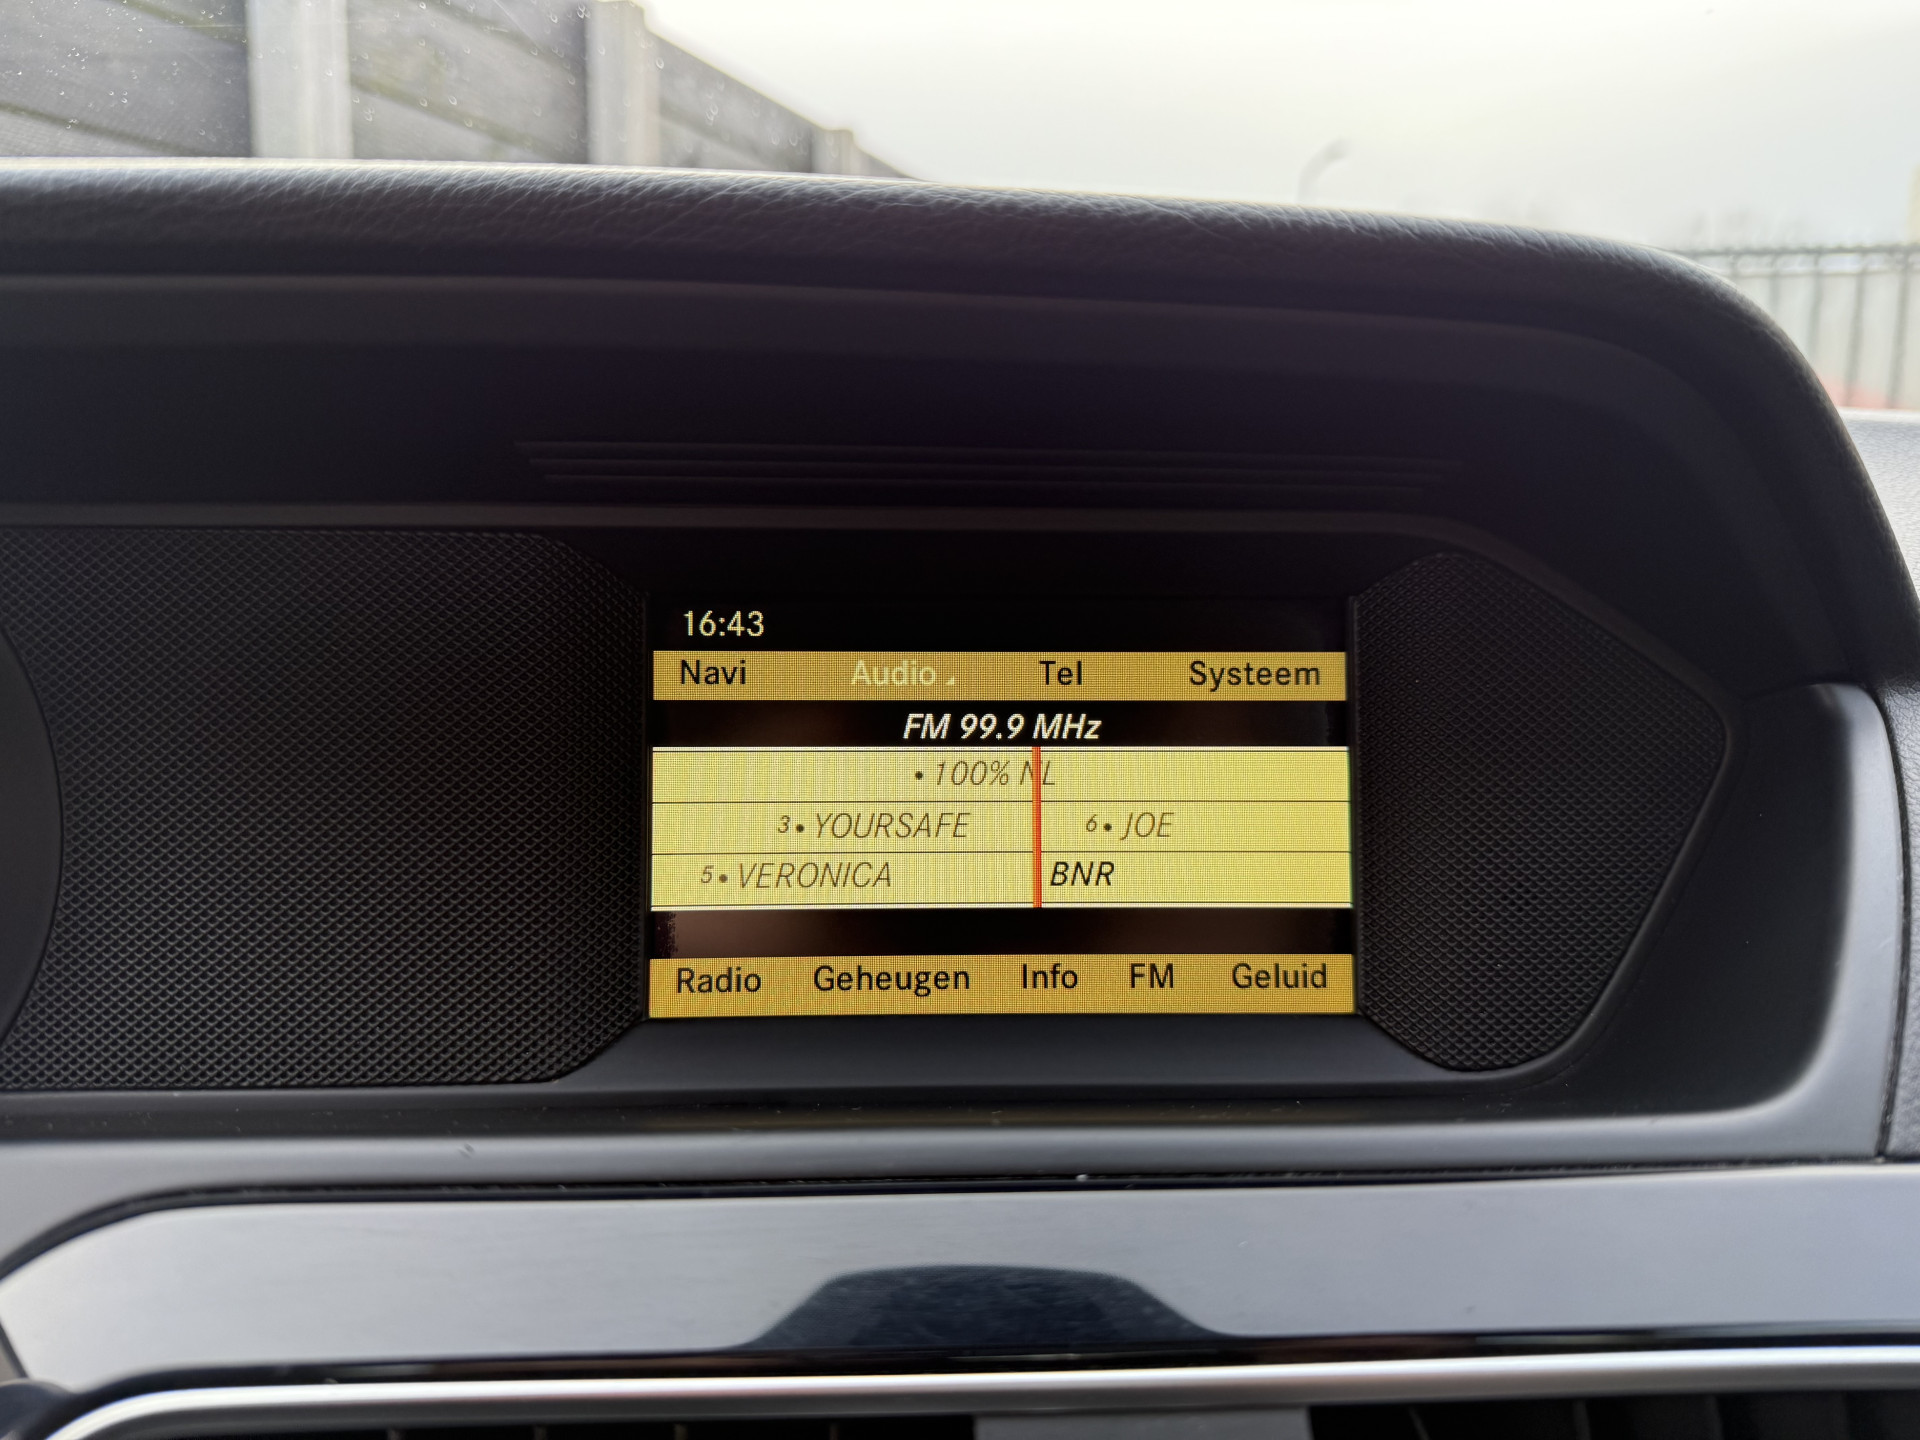 16:43
Navi Audio Tel Systeem
FM 99.9 MHz
• 100% NL
3• YOURSAFE 6• JOE
5• VERONICA BNR
Radio Geheugen Info FM Geluid